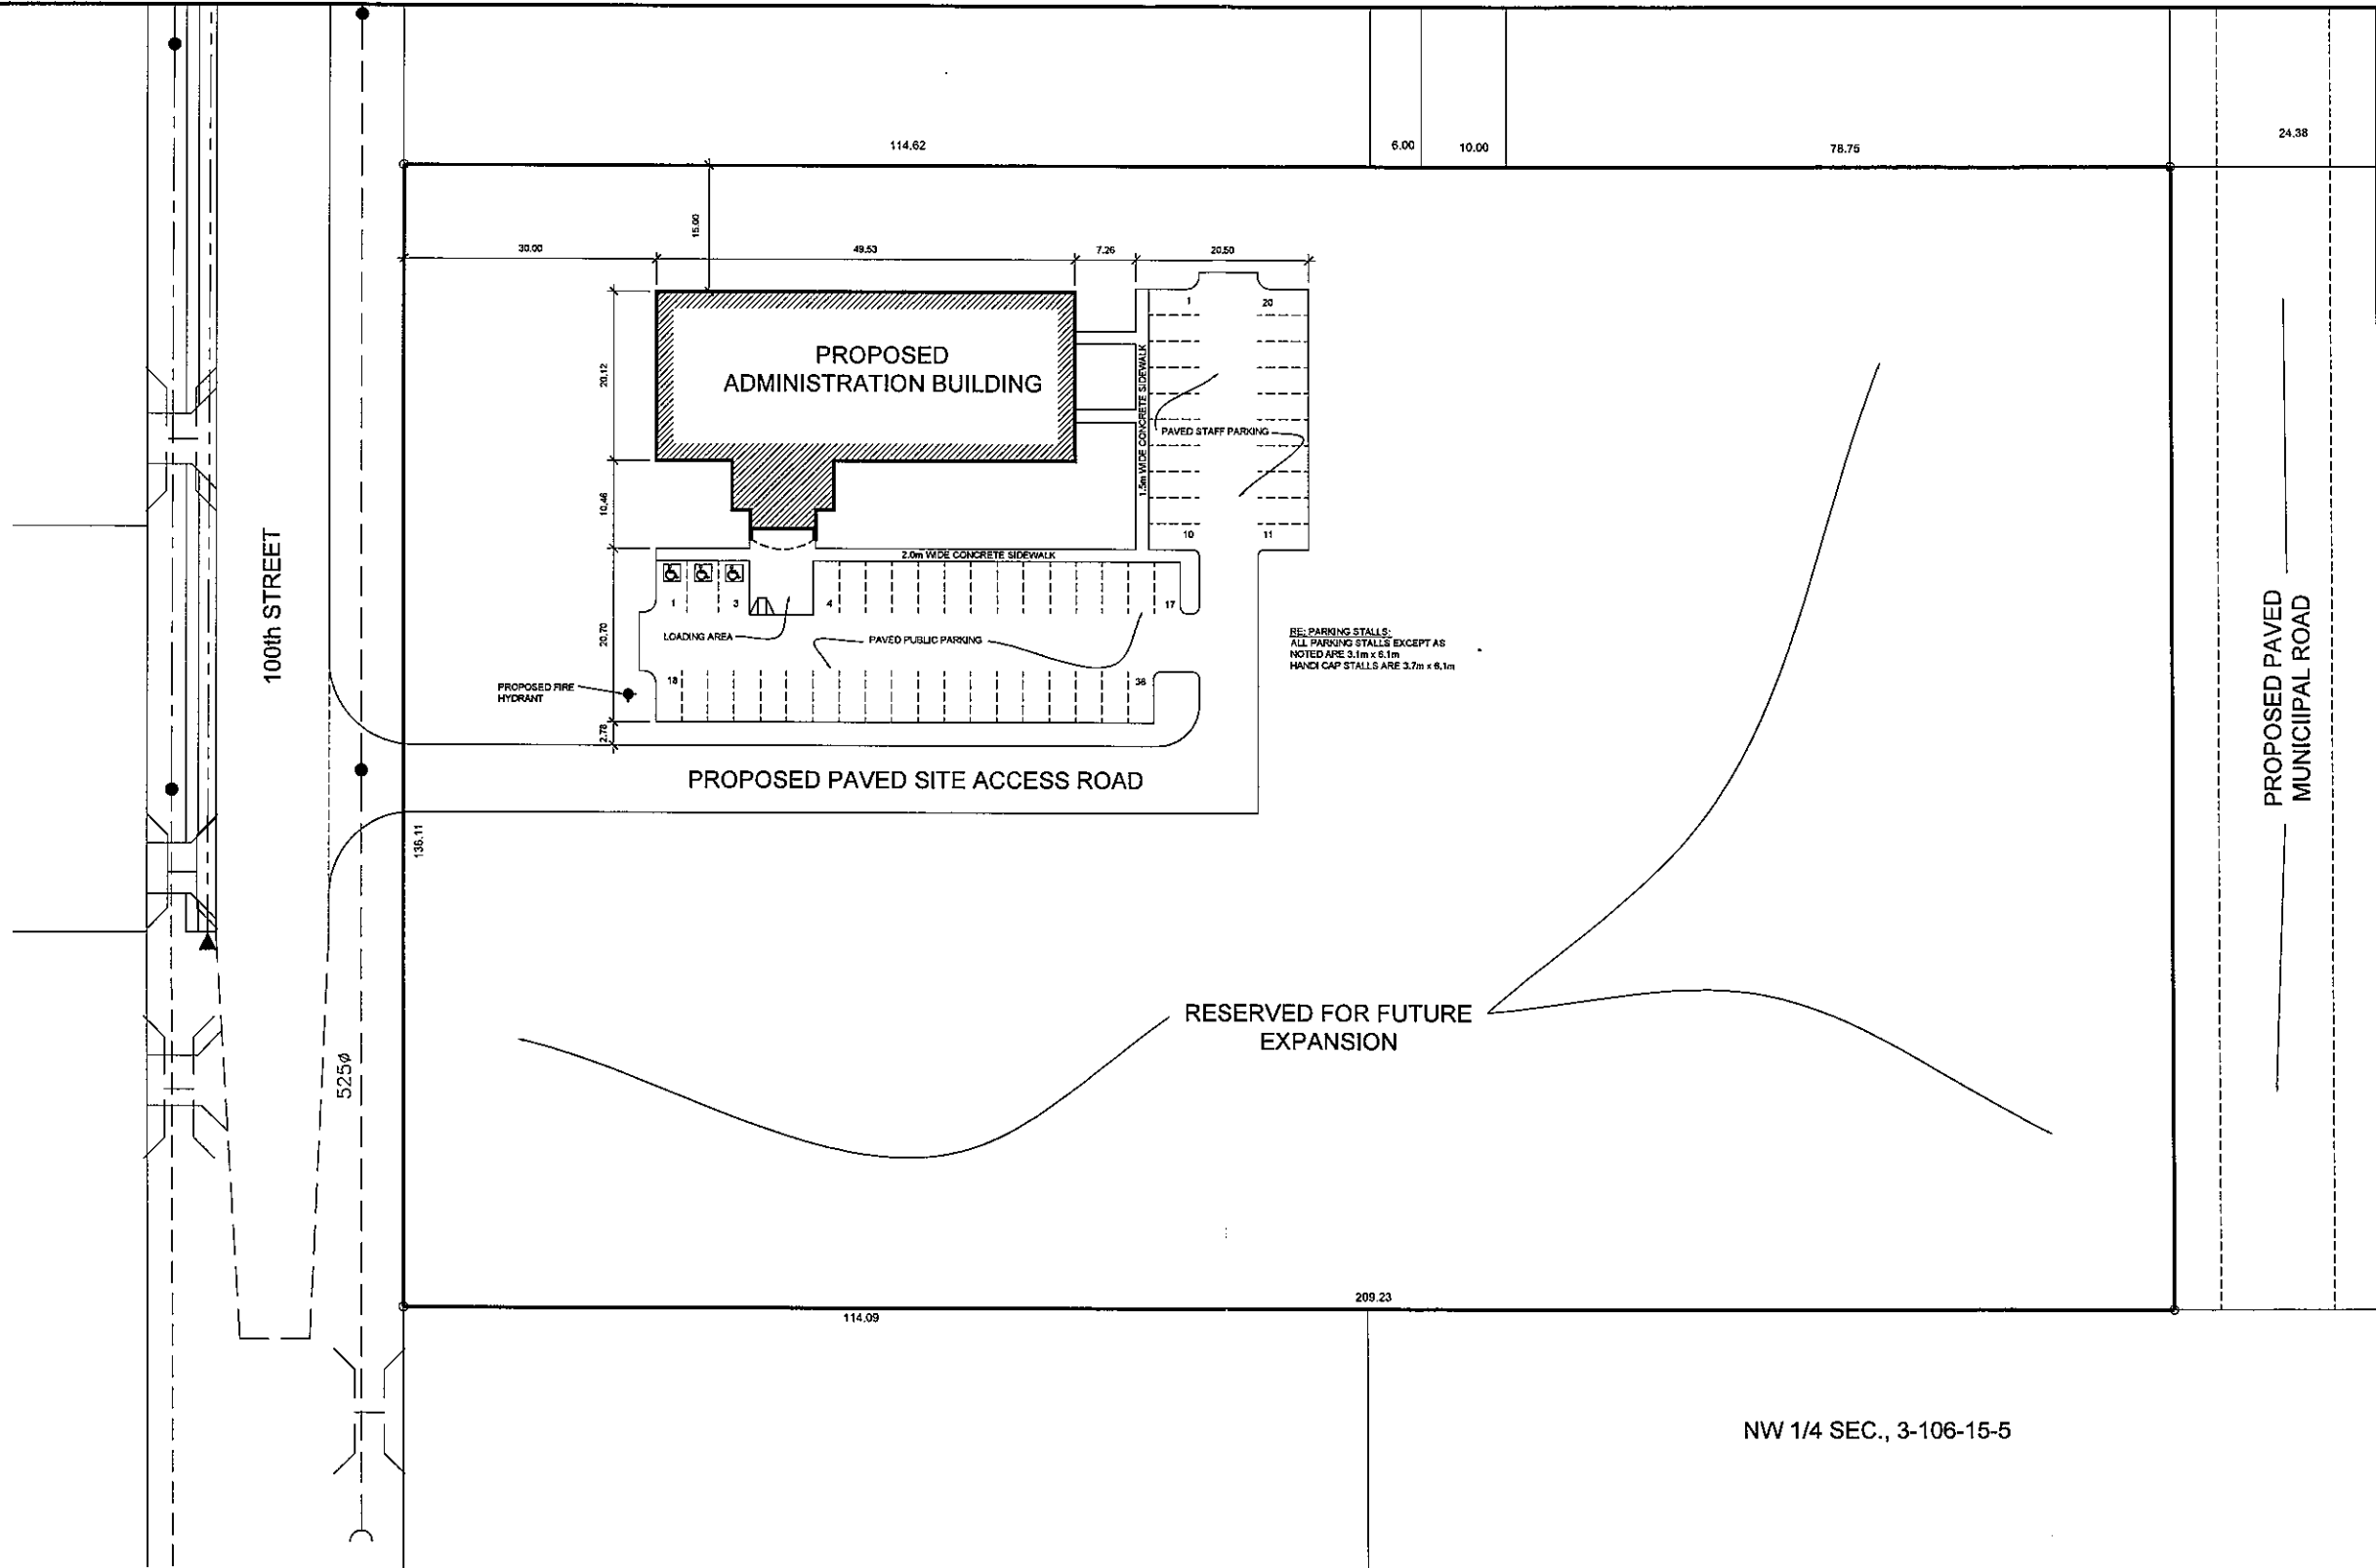 114.62
6.00
10.00
78.75
24.38
15.00
30.00
49.53
7.26
20.50
1
20
PROPOSED
ADMINISTRATION BUILDING
20.12
1.5m WIDE CONCRETE SIDEWALK
PAVED STAFF PARKING
10.46
10
11
2.0m WIDE CONCRETE SIDEWALK
100th STREET
1
3
4
17
LOADING AREA
PAVED PUBLIC PARKING
20.70
RE: PARKING STALLS:
ALL PARKING STALLS EXCEPT AS
NOTED ARE 3.1m x 6.1m
HANDI CAP STALLS ARE 3.7m x 6.1m
PROPOSED FIRE
HYDRANT
18
36
2.78
PROPOSED PAVED SITE ACCESS ROAD
PROPOSED PAVED
MUNICIPAL ROAD
136.11
RESERVED FOR FUTURE
EXPANSION
525ø
209.23
114.09
NW 1/4 SEC., 3-106-15-5